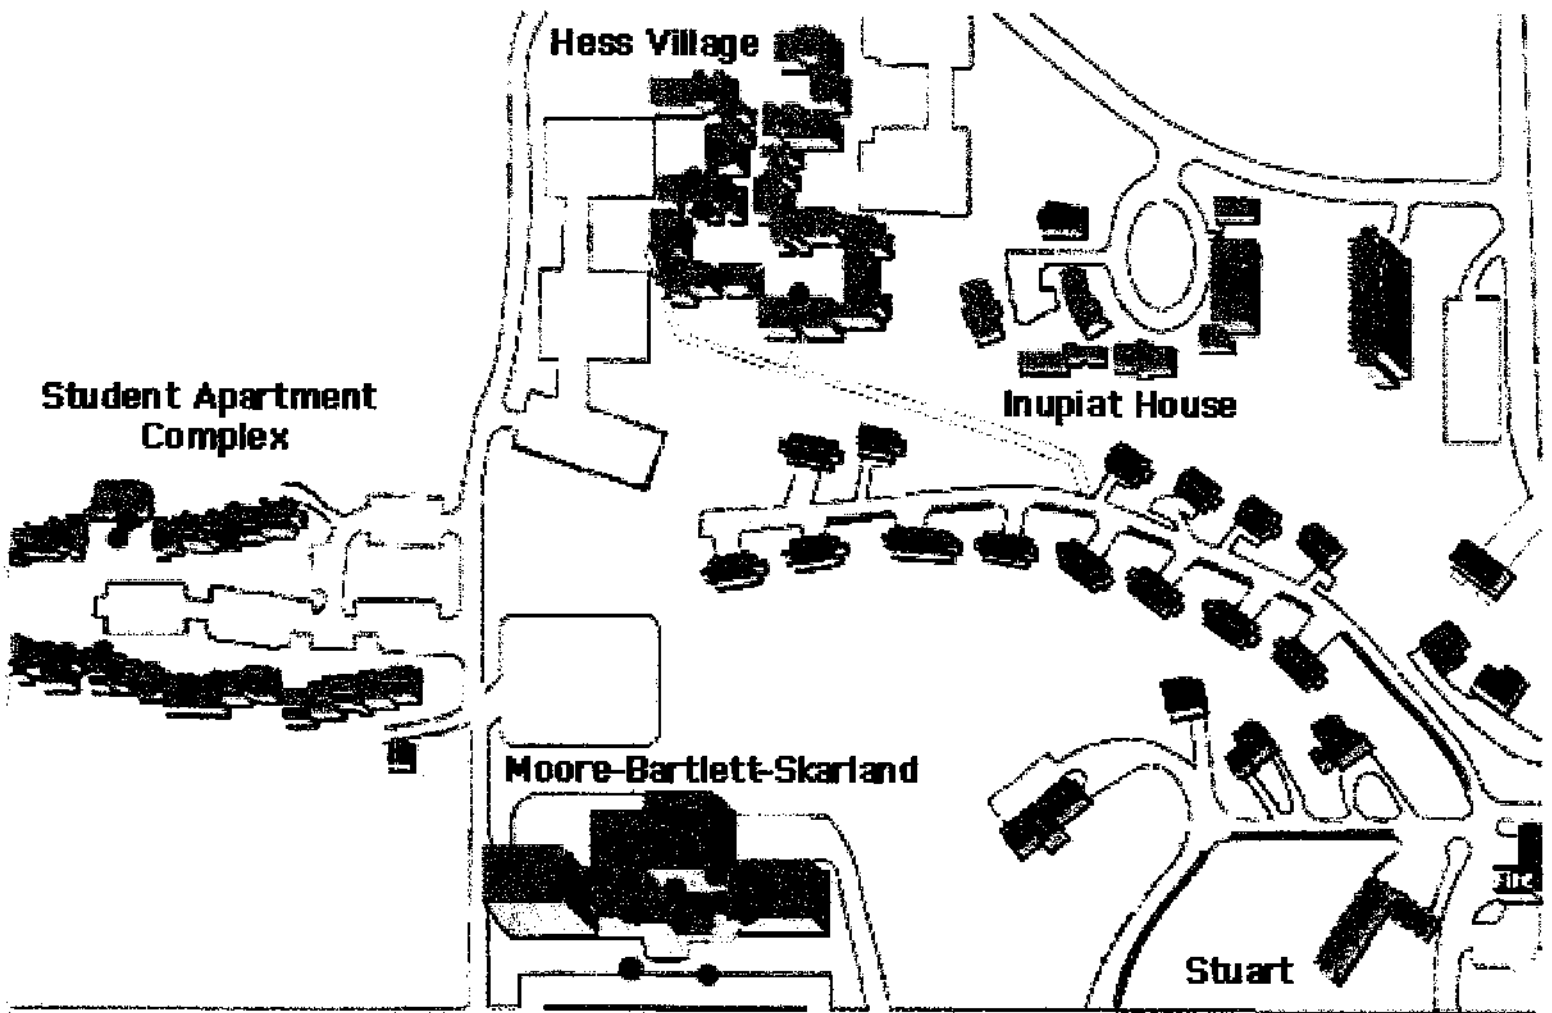 Hess Village
Student Apartment
Complex
Inupiat House
Moore-Bartlett-Skarland
Stuart